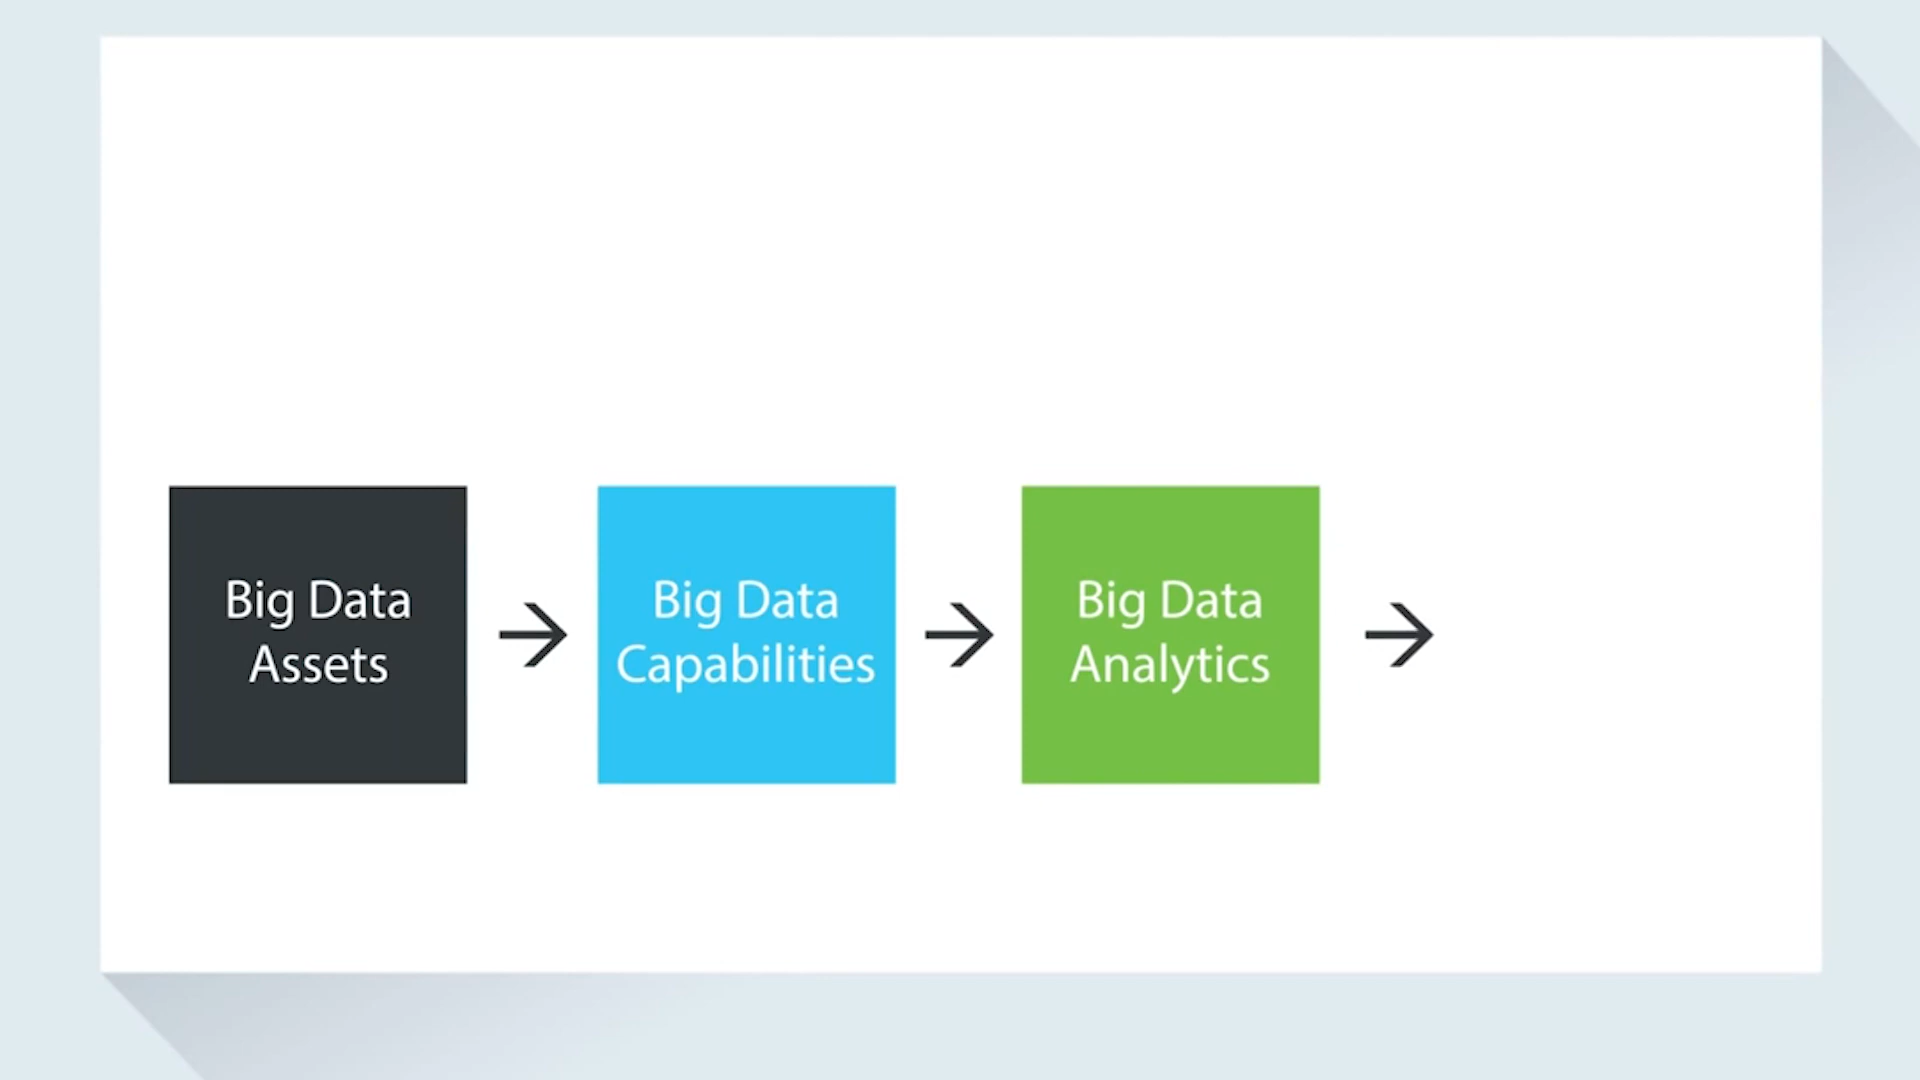 Big Data
Assets
Big Data
Capabilities
Big Data
Analytics